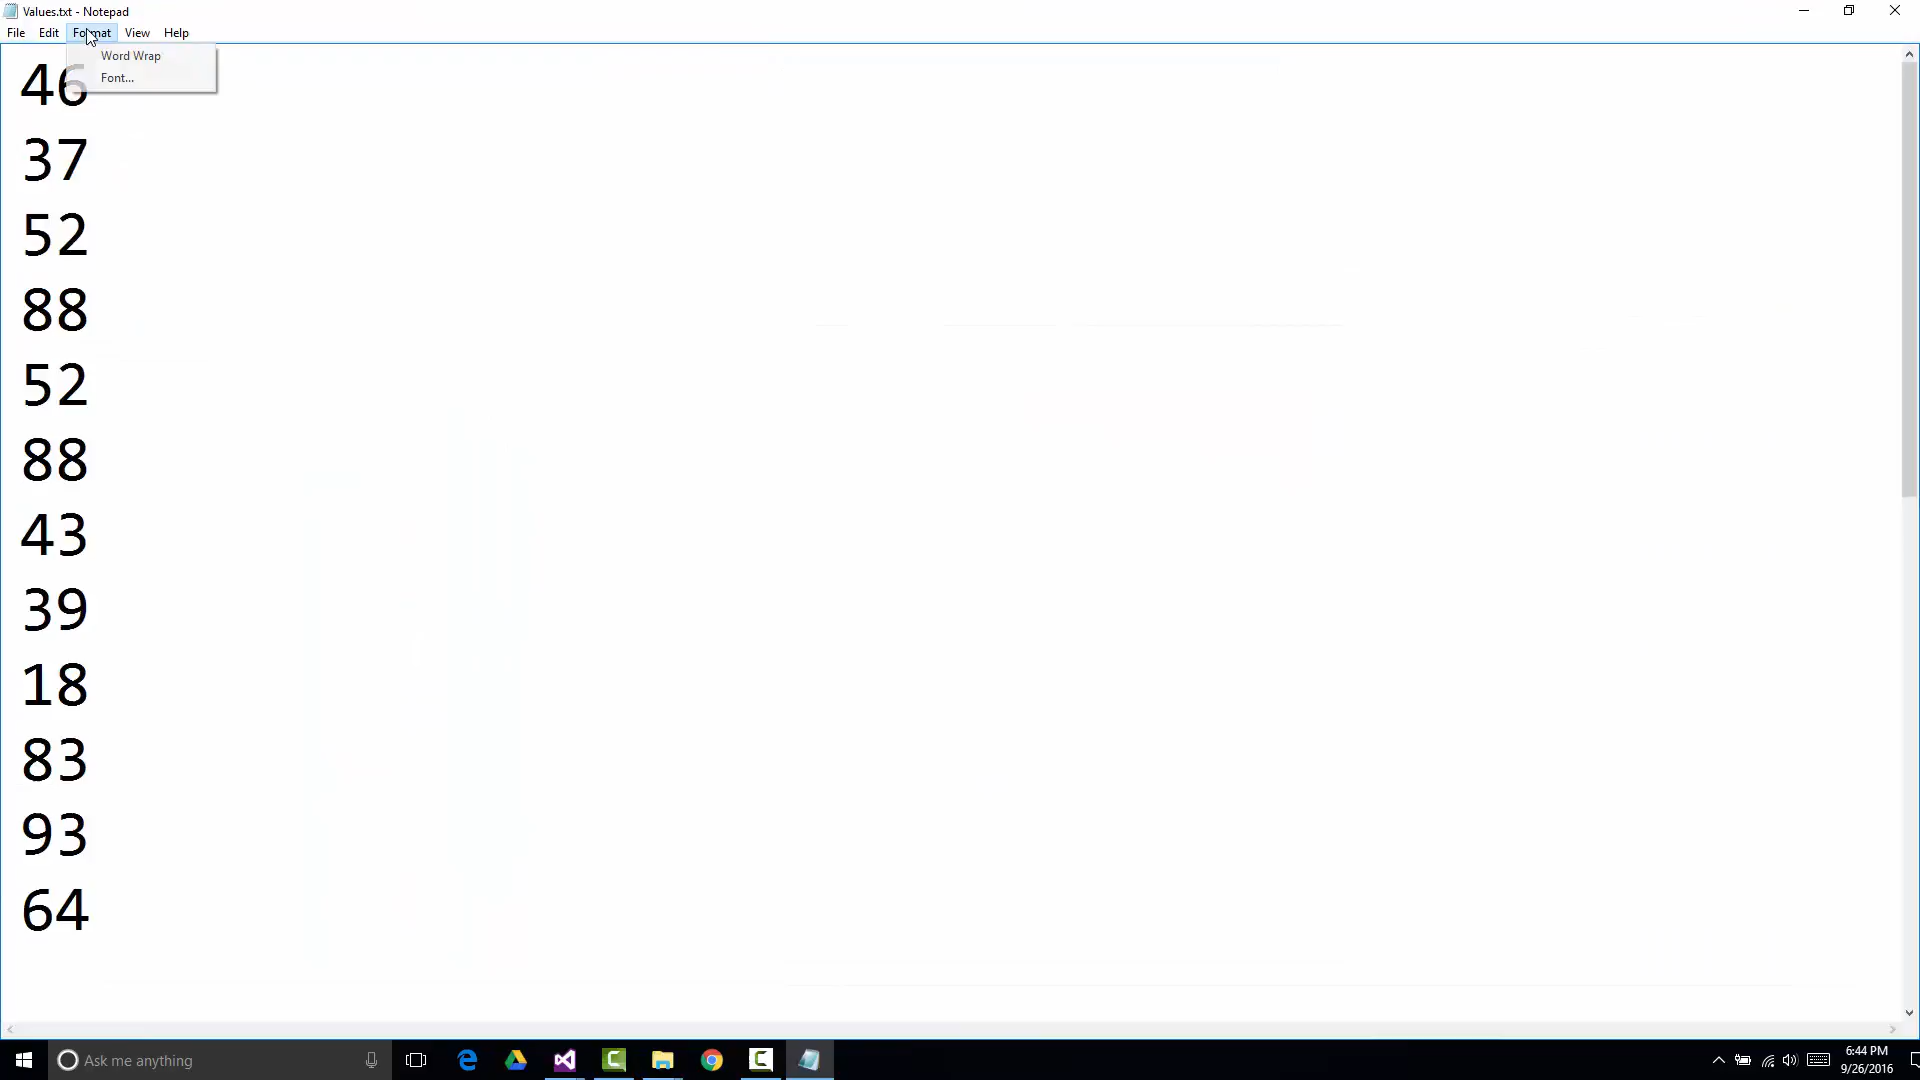 Values.txt - Notepad
File Edit Format View Help
Word Wrap
Font...
46
37
52
88
52
88
43
39
18
83
93
64
Ask me anything
6:44 PM
9/26/2016